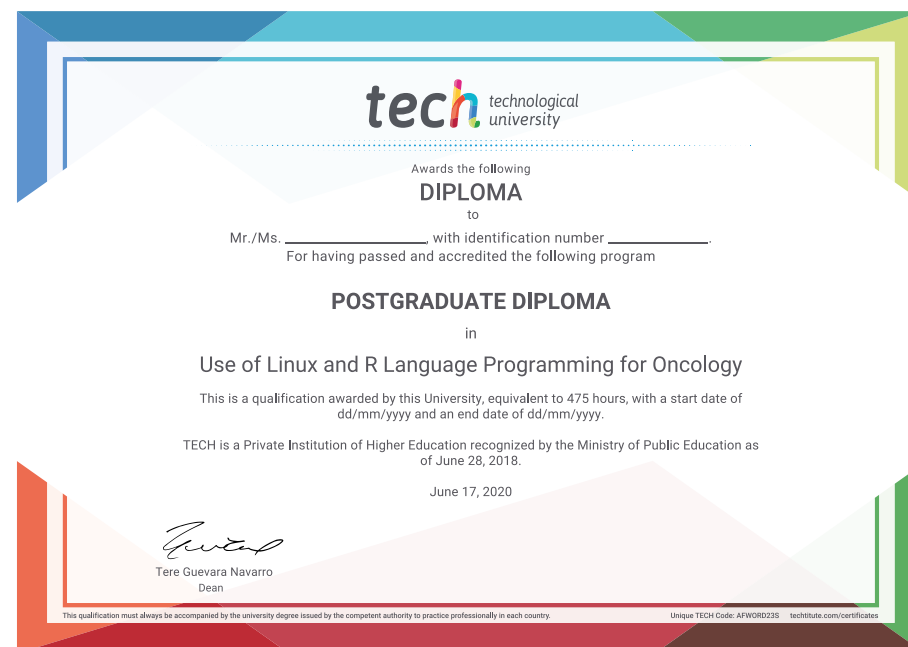 tech technological
university
Awards the following
DIPLOMA
to
Mr./Ms. ____________________, with identification number ______________.
For having passed and accredited the following program
POSTGRADUATE DIPLOMA
in
Use of Linux and R Language Programming for Oncology
This is a qualification awarded by this University, equivalent to 475 hours, with a start date of
dd/mm/yyyy and an end date of dd/mm/yyyy.
TECH is a Private Institution of Higher Education recognized by the Ministry of Public Education as
of June 28, 2018.
June 17, 2020
Tere Guevara Navarro
Dean
This qualification must always be accompanied by the university degree issued by the competent authority to practice professionally in each country.
Unique TECH Code: AFWORD23S techtitute.com/certificates